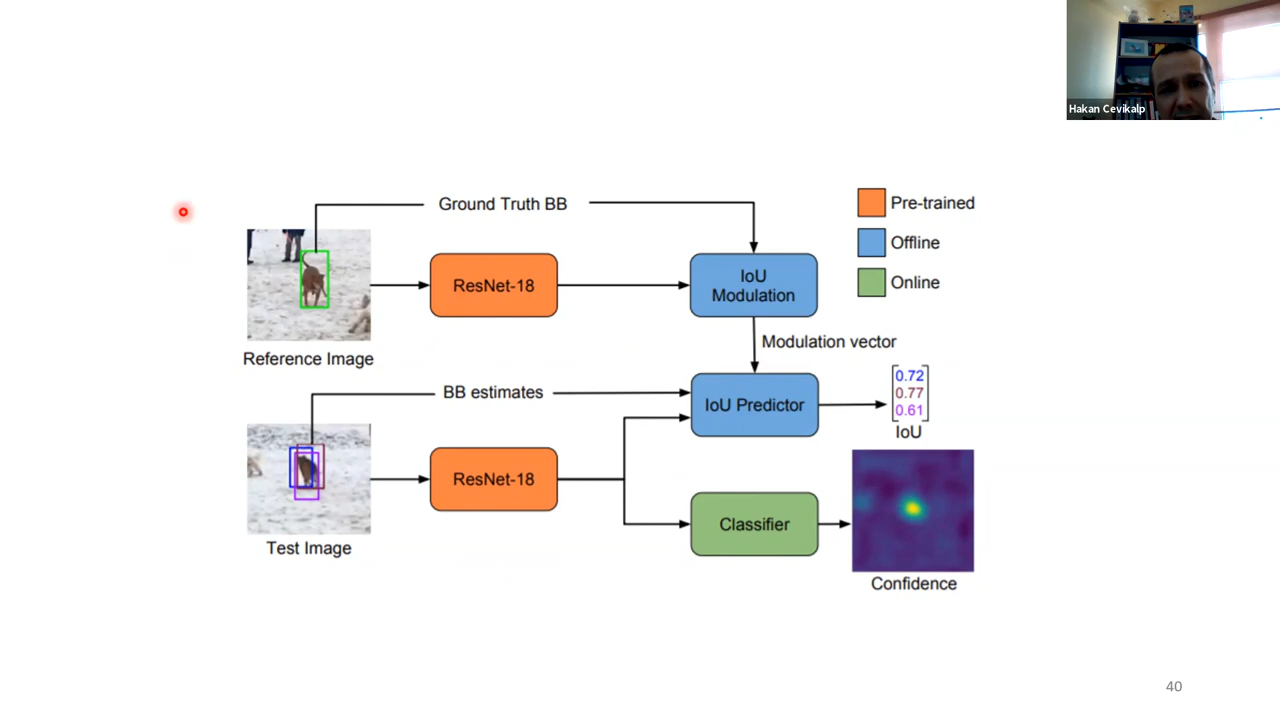 Hakan Cevikalp
Ground Truth BB
Pre-trained
Offline
Online
ResNet-18
IoU
Modulation
Reference Image
Modulation vector
BB estimates
IoU Predictor
0.72
0.77
0.61
IoU
ResNet-18
Classifier
Test Image
Confidence
40